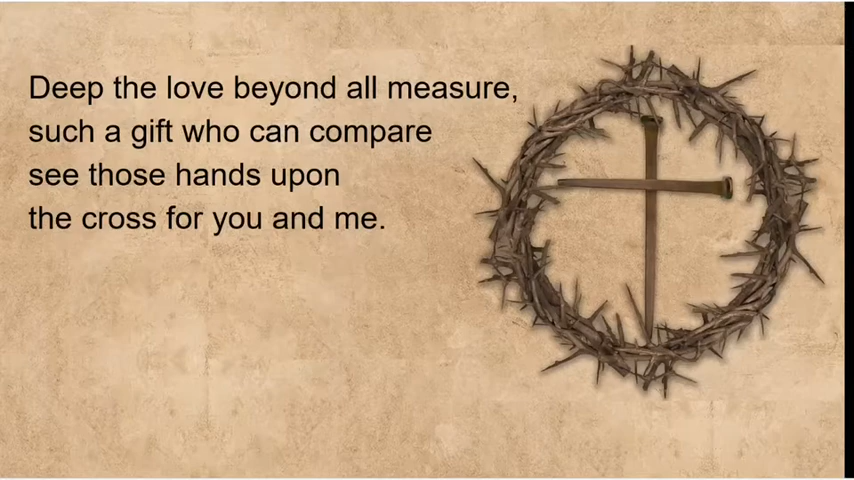 Deep the love beyond all measure,
such a gift who can compare
see those hands upon
the cross for you and me.